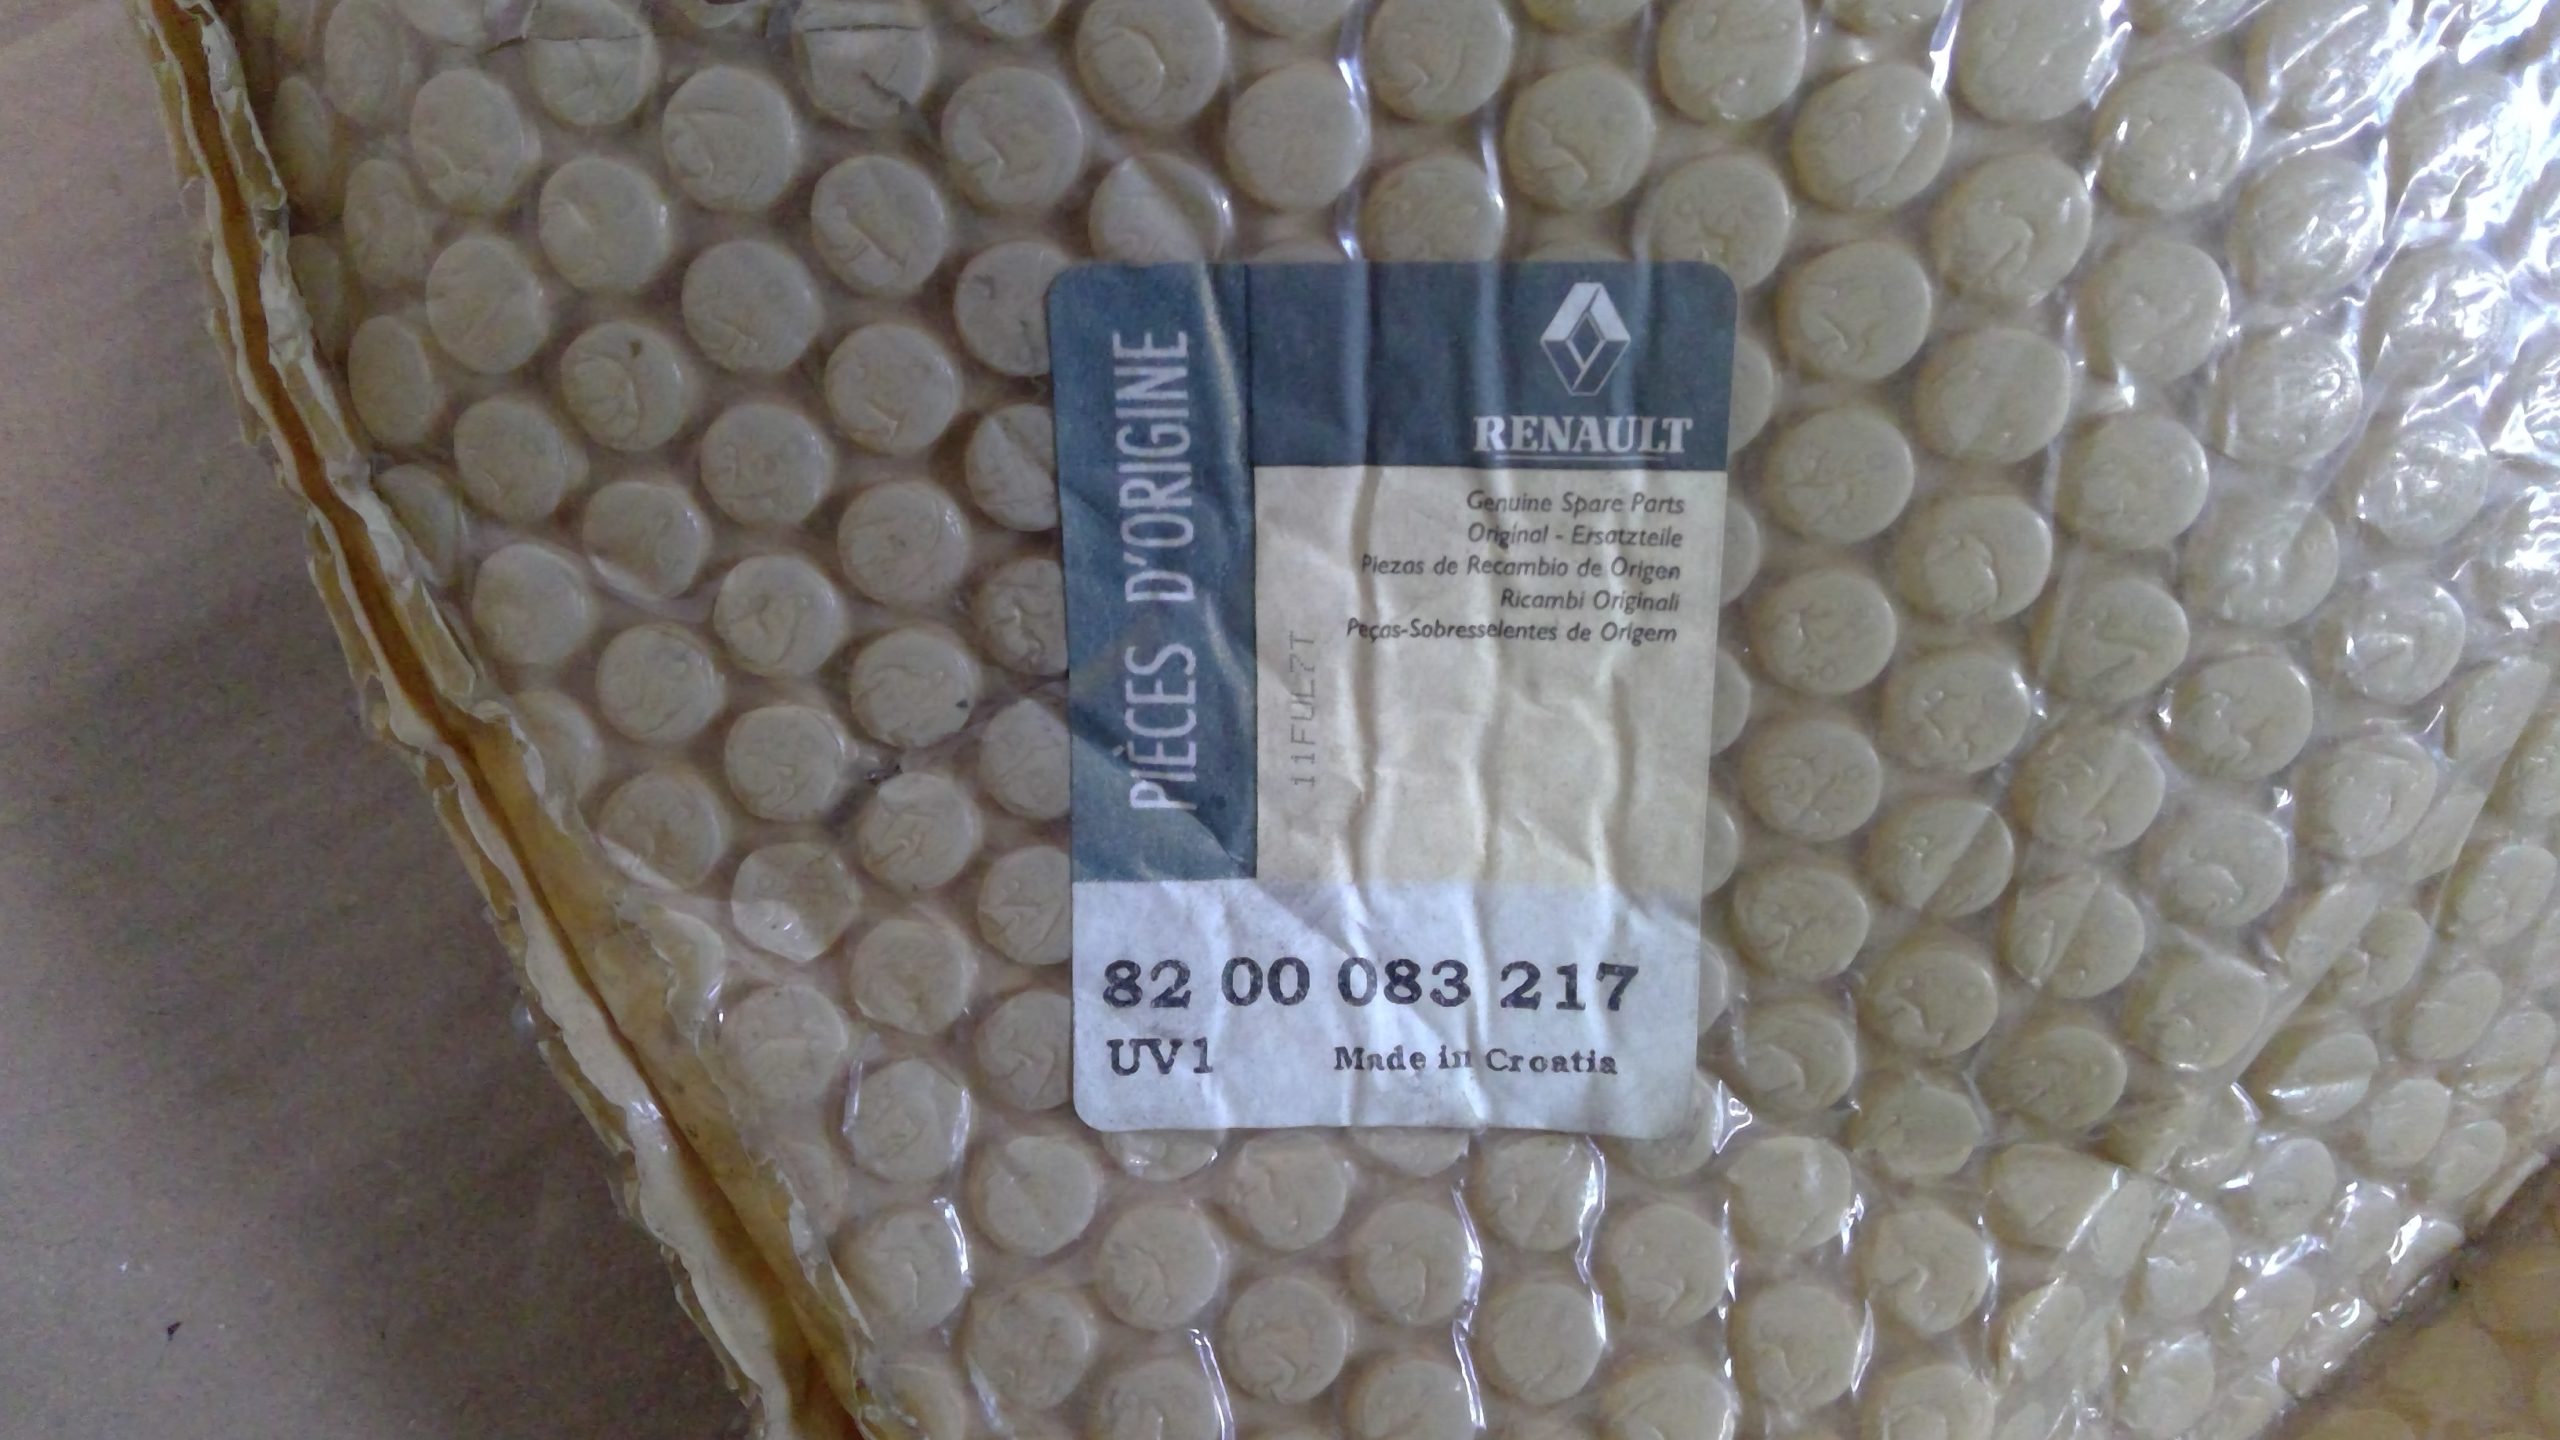 PIÈCES D'ORIGINE
RENAULT
Genuine Spare Parts
Original - Ersatzteile
Piezas de Recambio de Origen
Ricambi Originali
Peças-Sobresselentes de Origem
11FUL7T
82 00 083 217
UV1 Made in Croatia